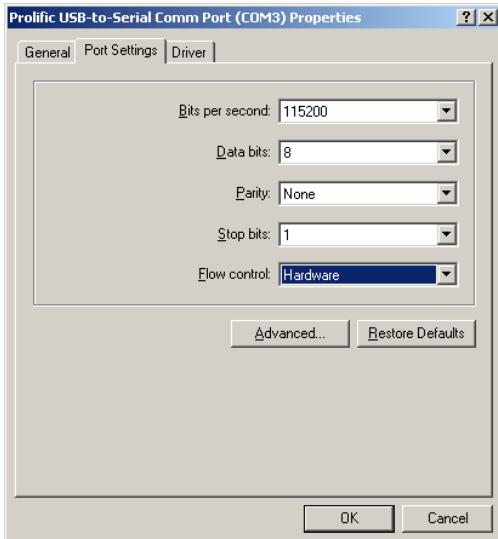 Prolific USB-to-Serial Comm Port (COM3) Properties
General Port Settings Driver
Bits per second: 115200
Data bits: 8
Parity: None
Stop bits: 1
Flow control: Hardware
Advanced... Restore Defaults
OK Cancel